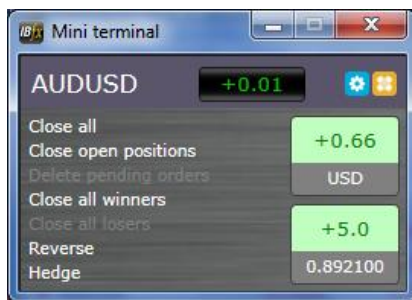 IBfx Mini terminal
AUDUSD +0.01
Close all
Close open positions
Delete pending orders
Close all winners
Close all losers
Reverse
Hedge
+0.66
USD
+5.0
0.892100